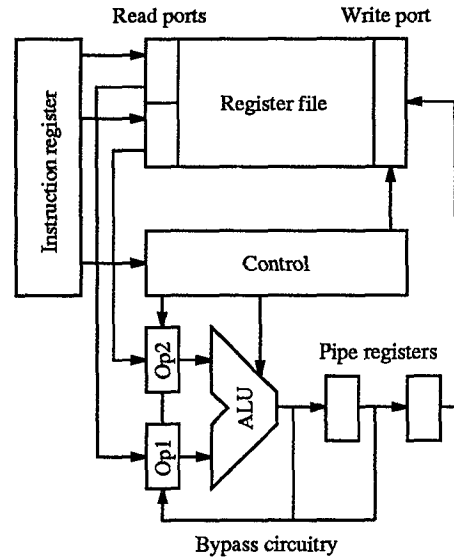 Read ports
Write port
Instruction register
Register file
Control
Op2
ALU
Pipe registers
Op1
Bypass circuitry